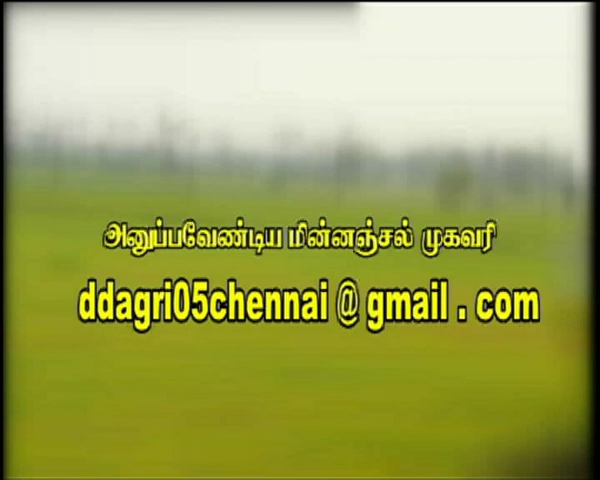 அனுப்பவேண்டிய மின்னஞ்சல் முகவரி
ddagri05chennai @ gmail . com